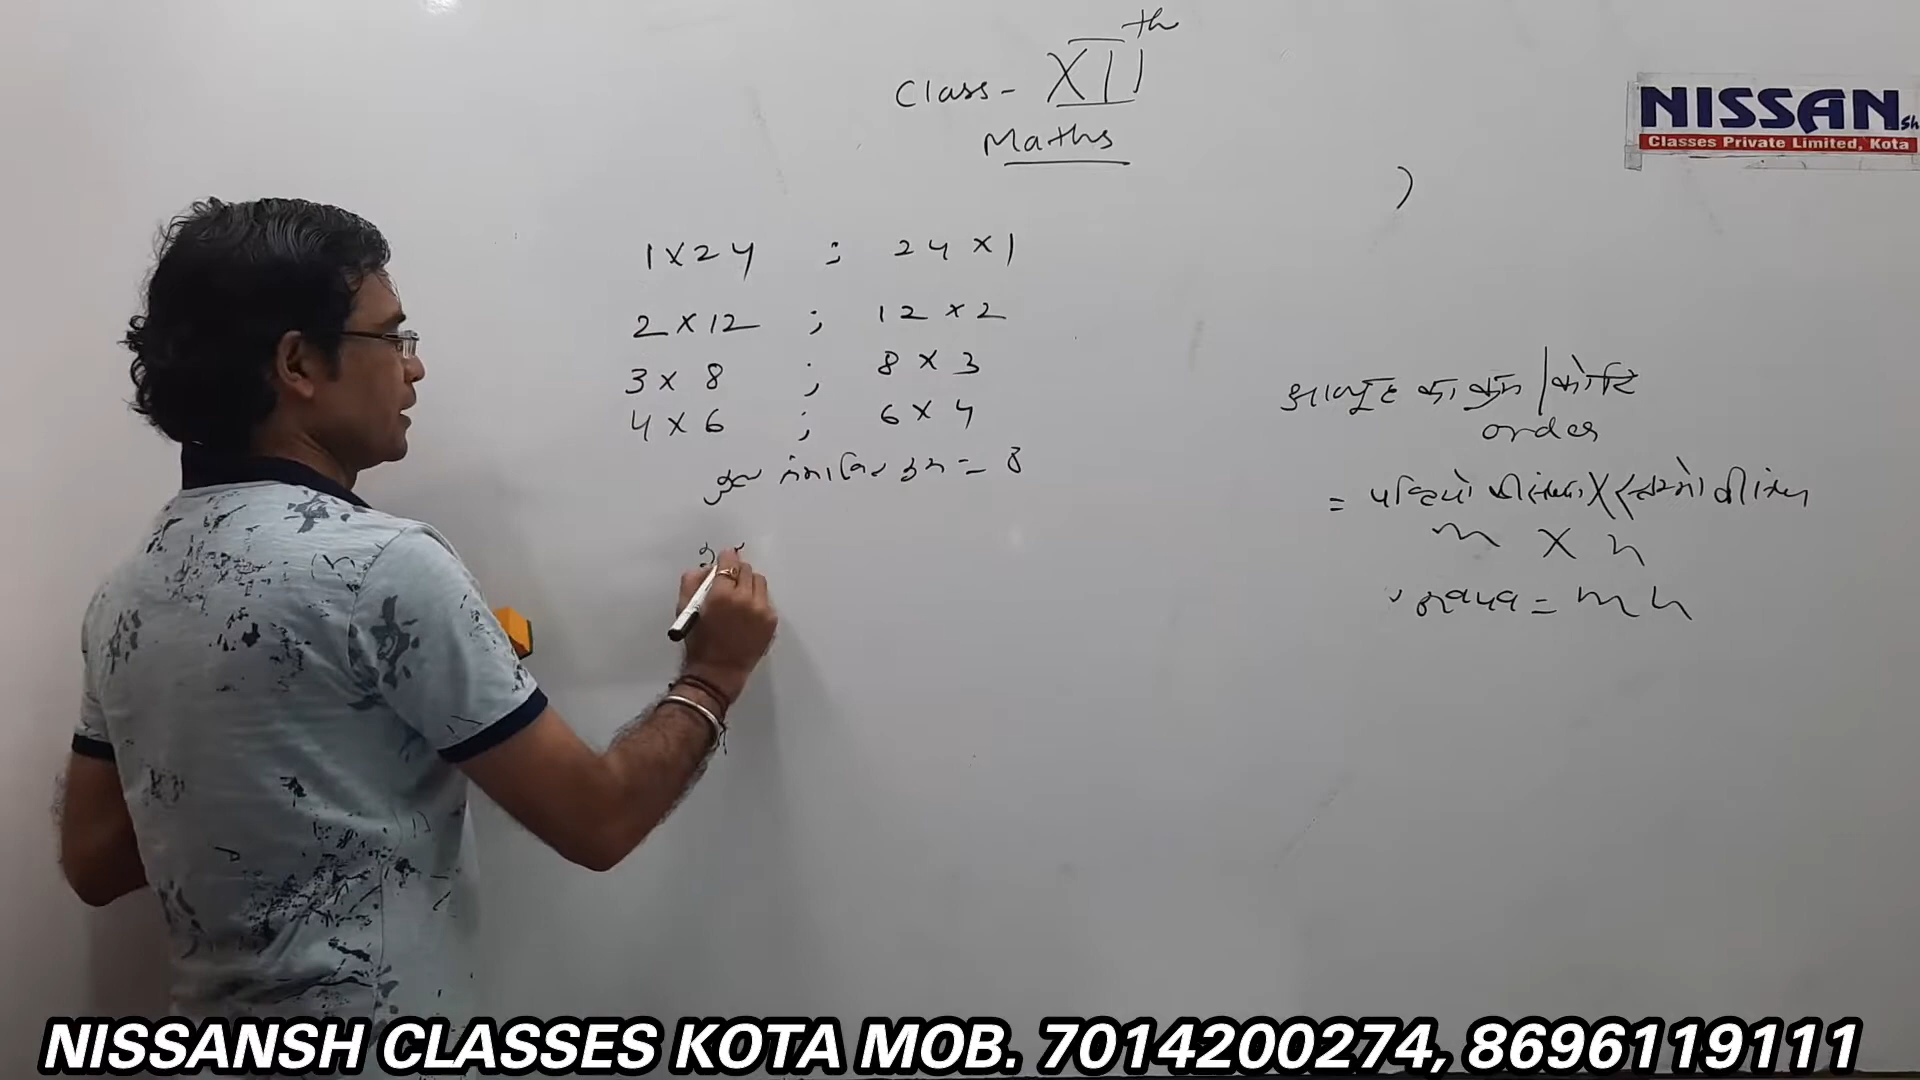 Class - XIIth
Maths
NISSANsh
Classes Private Limited, Kota
1 x 24 ; 24 x 1
2 x 12 ; 12 x 2
3 x 8 ; 8 x 3
4 x 6 ; 6 x 4
कुल संभावित क्रम = 8
आव्यूह का क्रम | कोटि
order
= पंक्तियों की संख्या X स्तम्भों की संख्या
m X n
अवयव = mn
NISSANSH CLASSES KOTA MOB. 7014200274, 8696119111